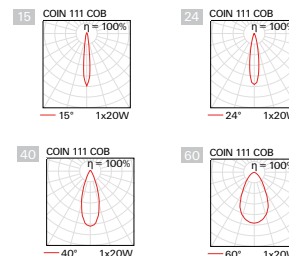 15 COIN 111 COB
η = 100%
15° 1x20W
24 COIN 111 COB
η = 100%
24° 1x20W
40 COIN 111 COB
η = 100%
40° 1x20W
60 COIN 111 COB
η = 100%
60° 1x20W